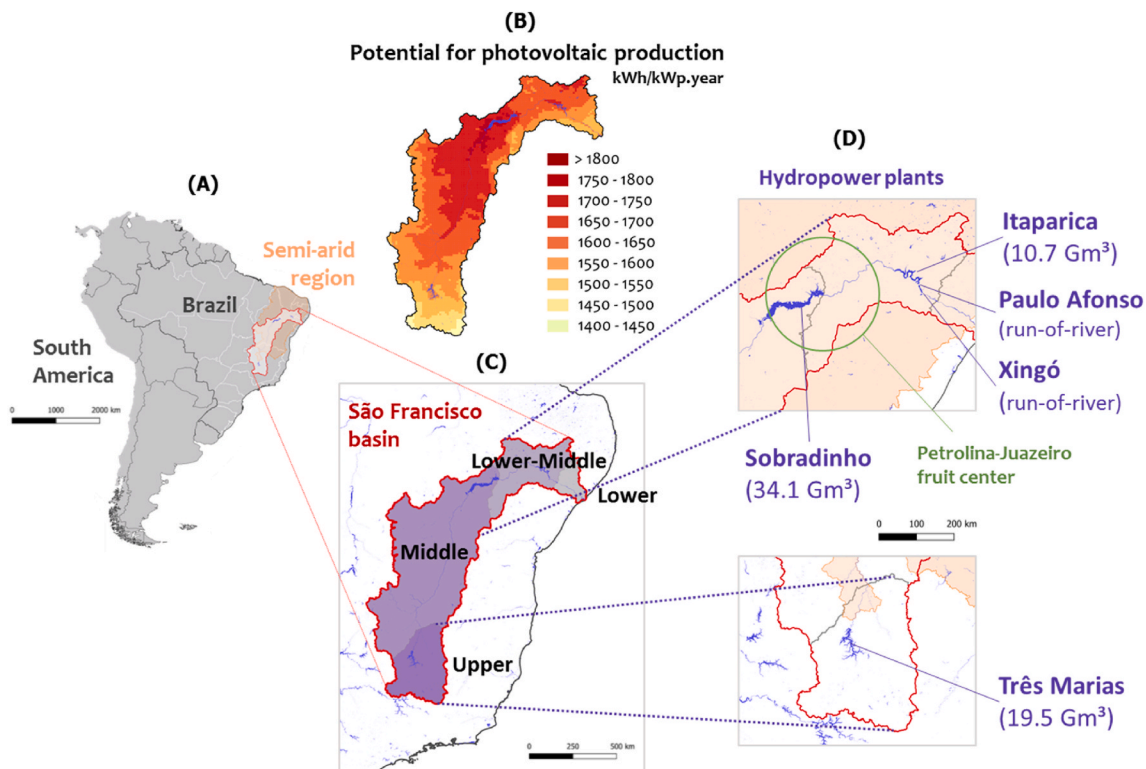 (A)
Semi-arid
region
Brazil
South
America
0 1000 2000 km
(B)
Potential for photovoltaic production
kWh/kWp.year
> 1800
1750 - 1800
1700 - 1750
1650 - 1700
1600 - 1650
1550 - 1600
1500 - 1550
1450 - 1500
1400 - 1450
(C)
São Francisco
basin
Lower-Middle
Lower
Middle
Upper
0 250 500 km
(D)
Hydropower plants
Itaparica
(10.7 Gm³)
Paulo Afonso
(run-of-river)
Xingó
(run-of-river)
Sobradinho
(34.1 Gm³)
Petrolina-Juazeiro
fruit center
0 100 200 km
Três Marias
(19.5 Gm³)